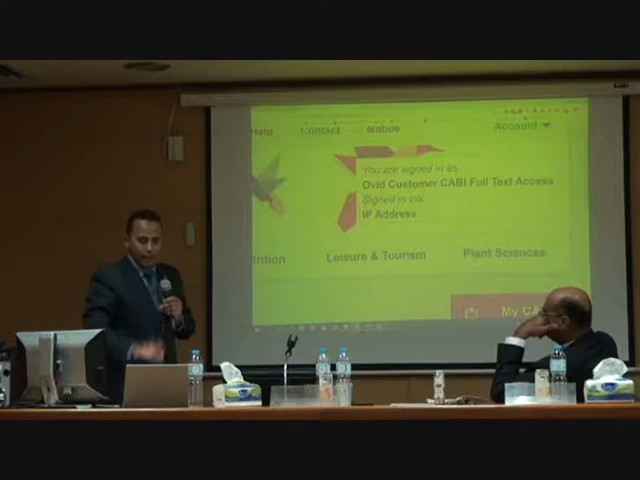 Help Contact Mobile Account
You are signed in as:
Ovid Customer CABI Full Text Access
Signed in via:
IP Address
trition Leisure & Tourism Plant Sciences
My CA